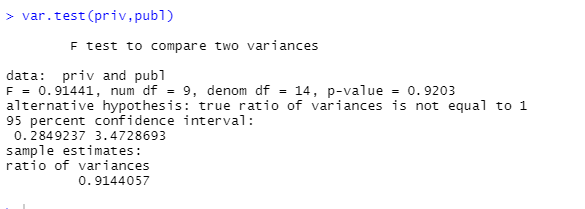 > var.test(priv,publ)
F test to compare two variances
data:  priv and publ
F = 0.91441, num df = 9, denom df = 14, p-value = 0.9203
alternative hypothesis: true ratio of variances is not equal to 1
95 percent confidence interval:
0.2849237 3.4728693
sample estimates:
ratio of variances
0.9144057